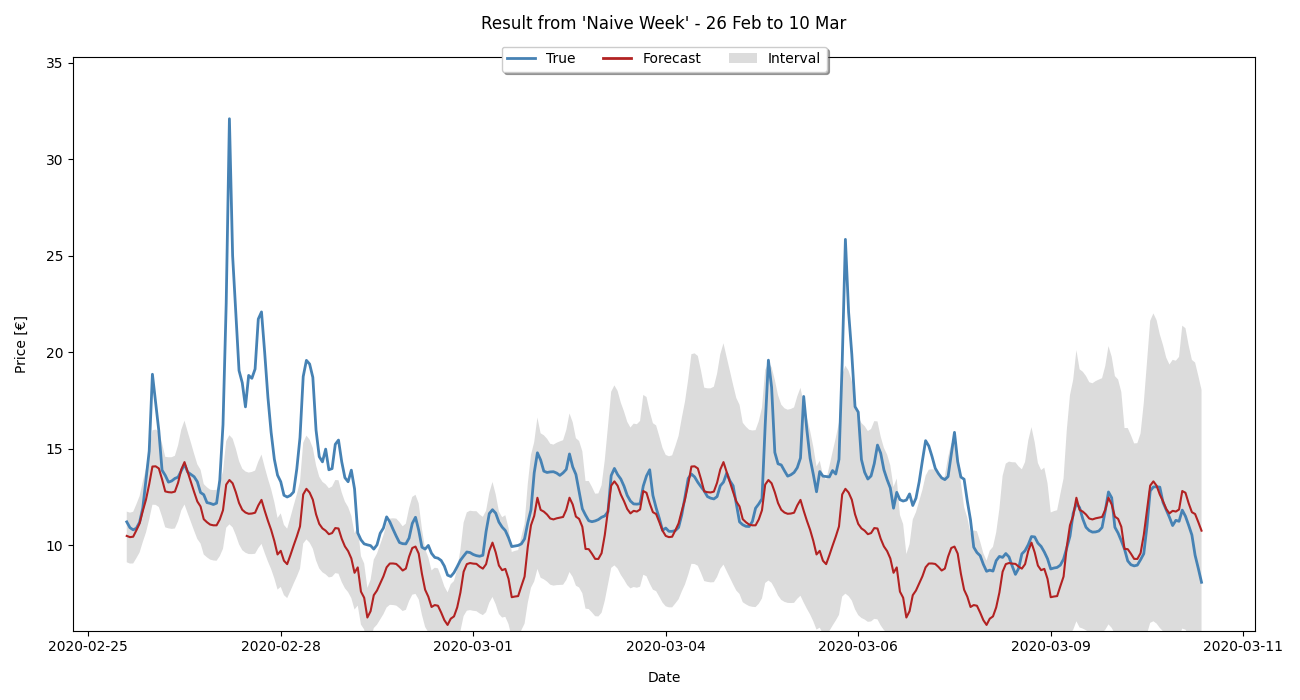 Result from 'Naive Week' - 26 Feb to 10 Mar
True Forecast Interval
35
30
25
20
15
10
Price [€]
2020-02-25 2020-02-28 2020-03-01 2020-03-04 2020-03-06 2020-03-09 2020-03-11
Date